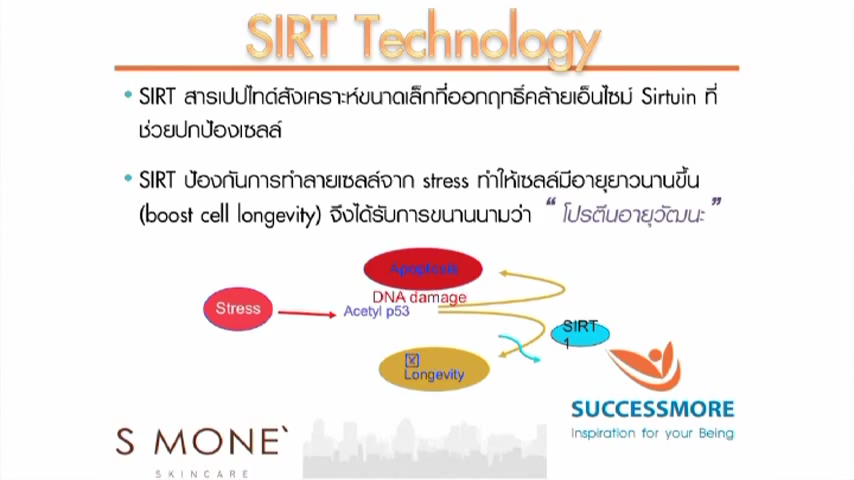 SIRT Technology
• SIRT สารเปปไทด์สังเคราะห์ขนาดเล็กที่ออกฤทธิ์คล้ายเอ็นไซม์ Sirtuin ที่
ช่วยปกป้องเซลล์
• SIRT ป้องกันการทำลายเซลล์จาก stress ทำให้เซลล์มีอายุยาวนานขึ้น
(boost cell longevity) จึงได้รับการขนานนามว่า “ โปรตีนอายุวัฒนะ ”
Apoptosis
DNA damage
Stress
Acetyl p53
SIRT
1
Longevity
SUCCESSMORE
Inspiration for your Being
S MONE`
SKINCARE